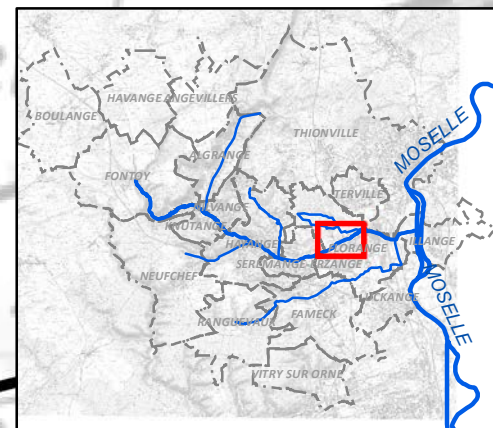 HAVANGE ANGEVILLERS
BOULANGE
THIONVILLE
MOSELLE
ALGRANGE
FONTOY
TERVILLE
NILVANGE
KNUTANGE
HAYANGE
FLORANGE
ILLANGE
SEREMANGE-ERZANGE
NEUFCHEF
UCKANGE
MOSELLE
RANGUEVAUX
FAMECK
VITRY SUR ORNE